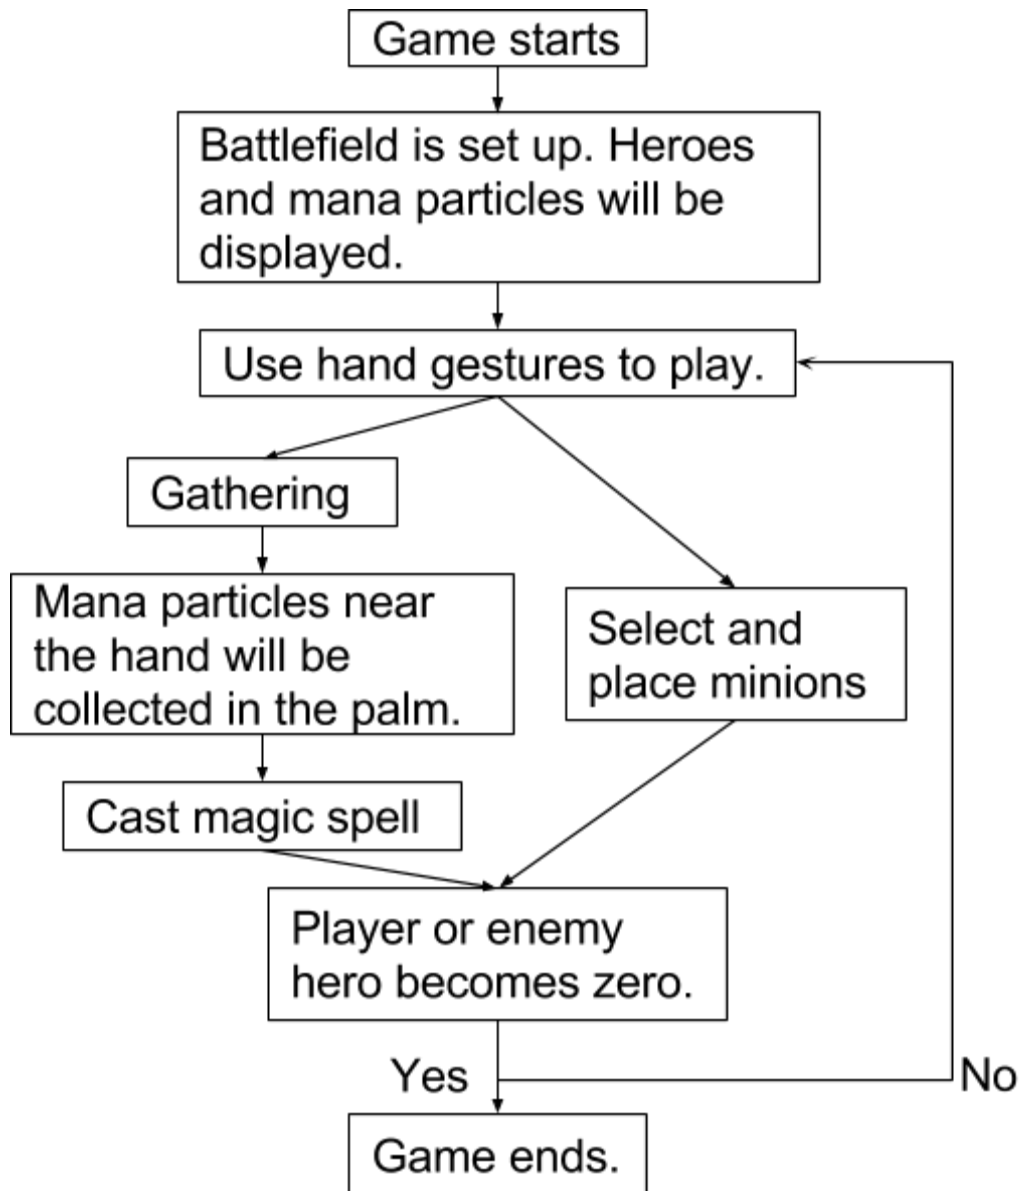 Game starts
Battlefield is set up. Heroes
and mana particles will be
displayed.
Use hand gestures to play.
Gathering
Mana particles near
the hand will be
collected in the palm.
Select and
place minions
Cast magic spell
Player or enemy
hero becomes zero.
Yes
No
Game ends.